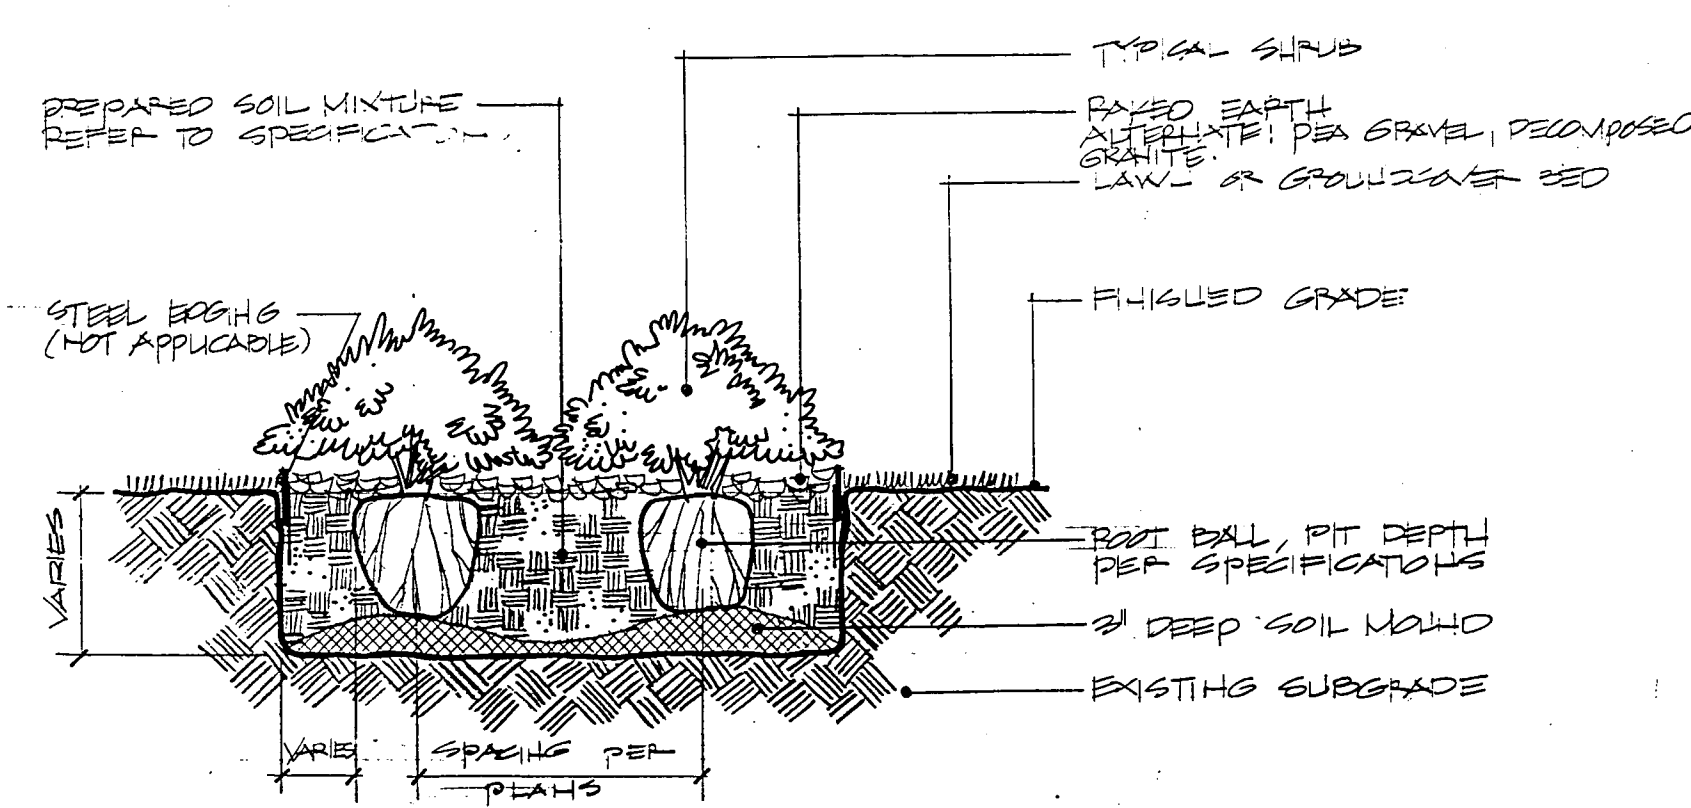 TYPICAL SHRUB
PREPARED SOIL MIXTURE
REFER TO SPECIFICATION
RAKED EARTH
ALTERNATE: PEA GRAVEL, DECOMPOSED
GRANITE.
LAWN OR GROUNDCOVER BED
STEEL EDGING
(NOT APPLICABLE)
FINISHED GRADE
VARIES
ROOT BALL, PIT DEPTH
PER SPECIFICATIONS
3" DEEP SOIL MOUND
EXISTING SUBGRADE
VARIES
SPACING PER
PLANS